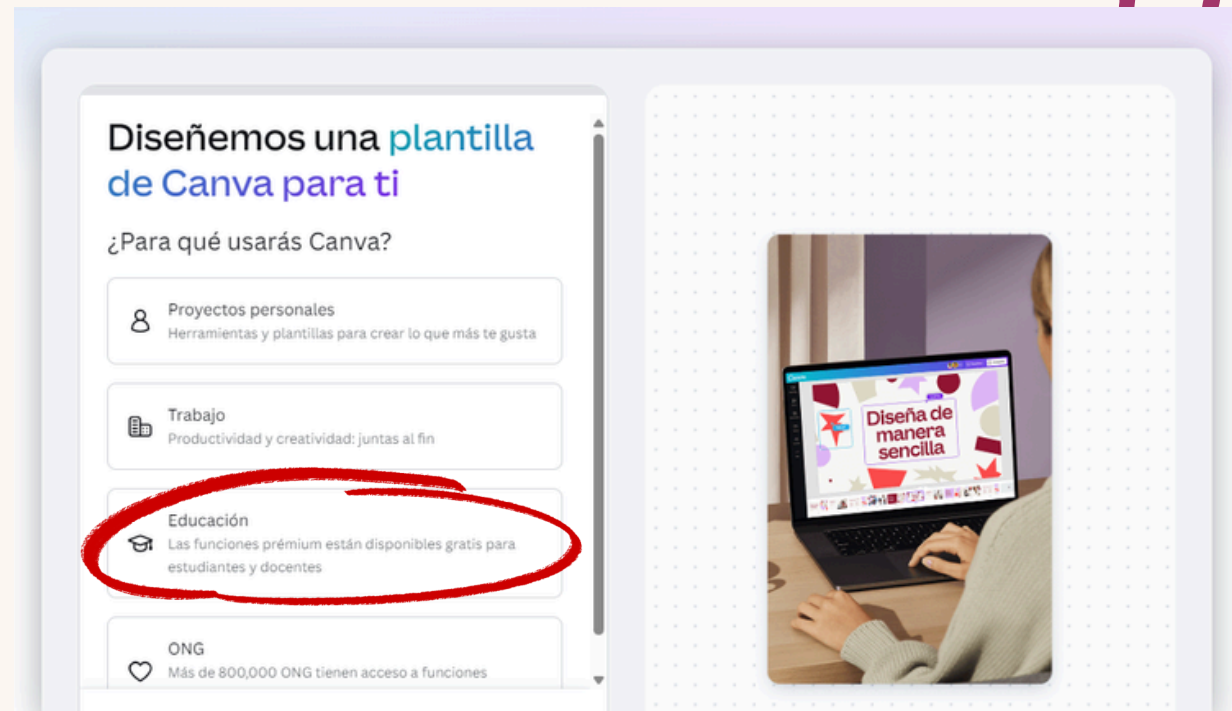 Diseñemos una plantilla
de Canva para ti
¿Para qué usarás Canva?
Proyectos personales
Herramientas y plantillas para crear lo que más te gusta
Trabajo
Productividad y creatividad: juntas al fin
Educación
Las funciones prémium están disponibles gratis para
estudiantes y docentes
ONG
Más de 800,000 ONG tienen acceso a funciones
Diseña de
manera
sencilla